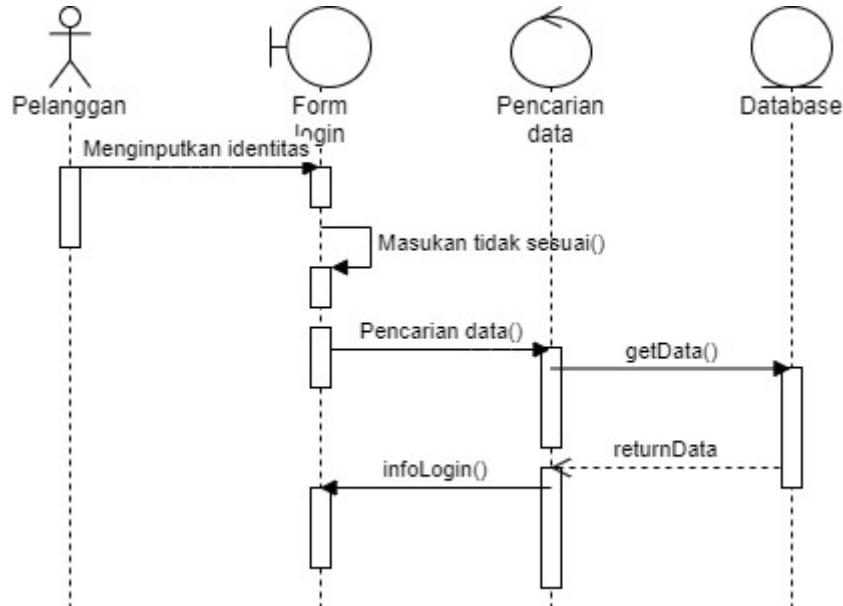 Pelanggan
Form
login
Pencarian
data
Database
Menginputkan identitas
Masukan tidak sesuai()
Pencarian data()
getData()
returnData
infoLogin()